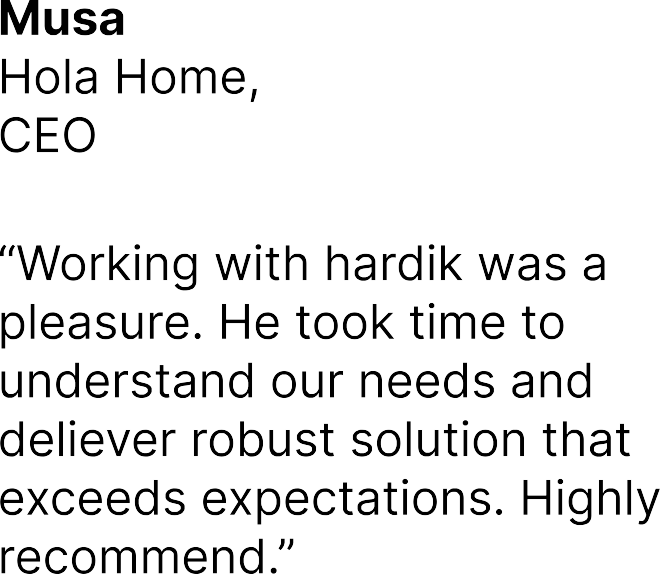 Musa
Hola Home,
CEO
“Working with hardik was a
pleasure. He took time to
understand our needs and
deliever robust solution that
exceeds expectations. Highly
recommend.”